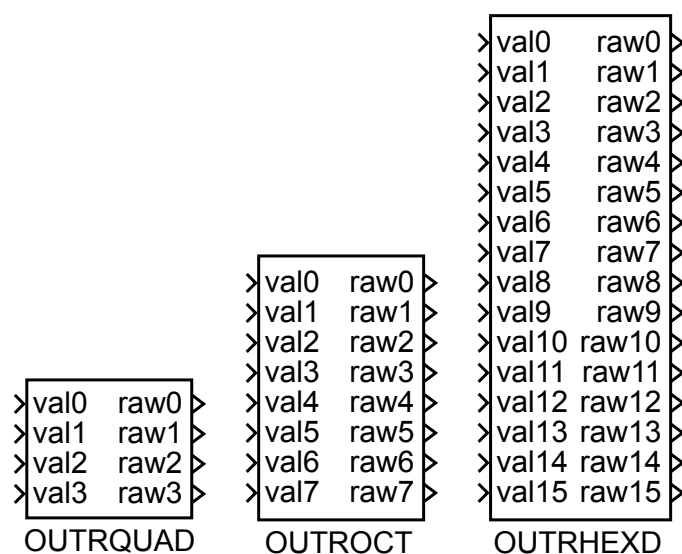 val0 raw0
val1 raw1
val2 raw2
val3 raw3
OUTRQUAD
val0 raw0
val1 raw1
val2 raw2
val3 raw3
val4 raw4
val5 raw5
val6 raw6
val7 raw7
OUTROCT
val0 raw0
val1 raw1
val2 raw2
val3 raw3
val4 raw4
val5 raw5
val6 raw6
val7 raw7
val8 raw8
val9 raw9
val10 raw10
val11 raw11
val12 raw12
val13 raw13
val14 raw14
val15 raw15
OUTRHEXD